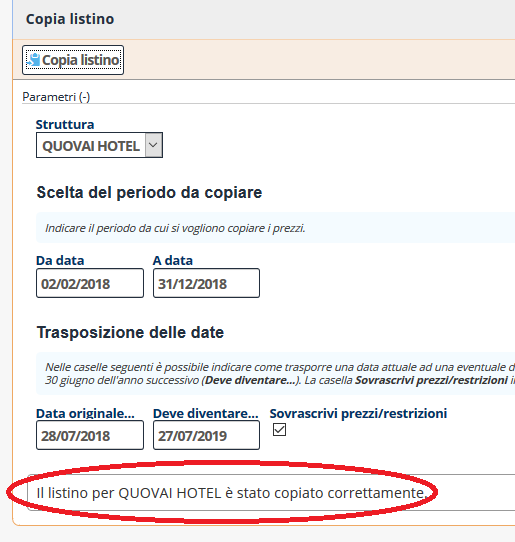 Copia listino
Copia listino
Parametri (-)
Struttura
QUOVAI HOTEL
Scelta del periodo da copiare
Indicare il periodo da cui si vogliono copiare i prezzi.
Da data A data
02/02/2018 31/12/2018
Trasposizione delle date
Nelle caselle seguenti è possibile indicare come trasporre una data attuale ad una eventuale d
30 giugno dell'anno successivo (Deve diventare...). La casella Sovrascrivi prezzi/restrizioni i
Data originale... Deve diventare... Sovrascrivi prezzi/restrizioni
28/07/2018 27/07/2019
Il listino per QUOVAI HOTEL è stato copiato correttamente.